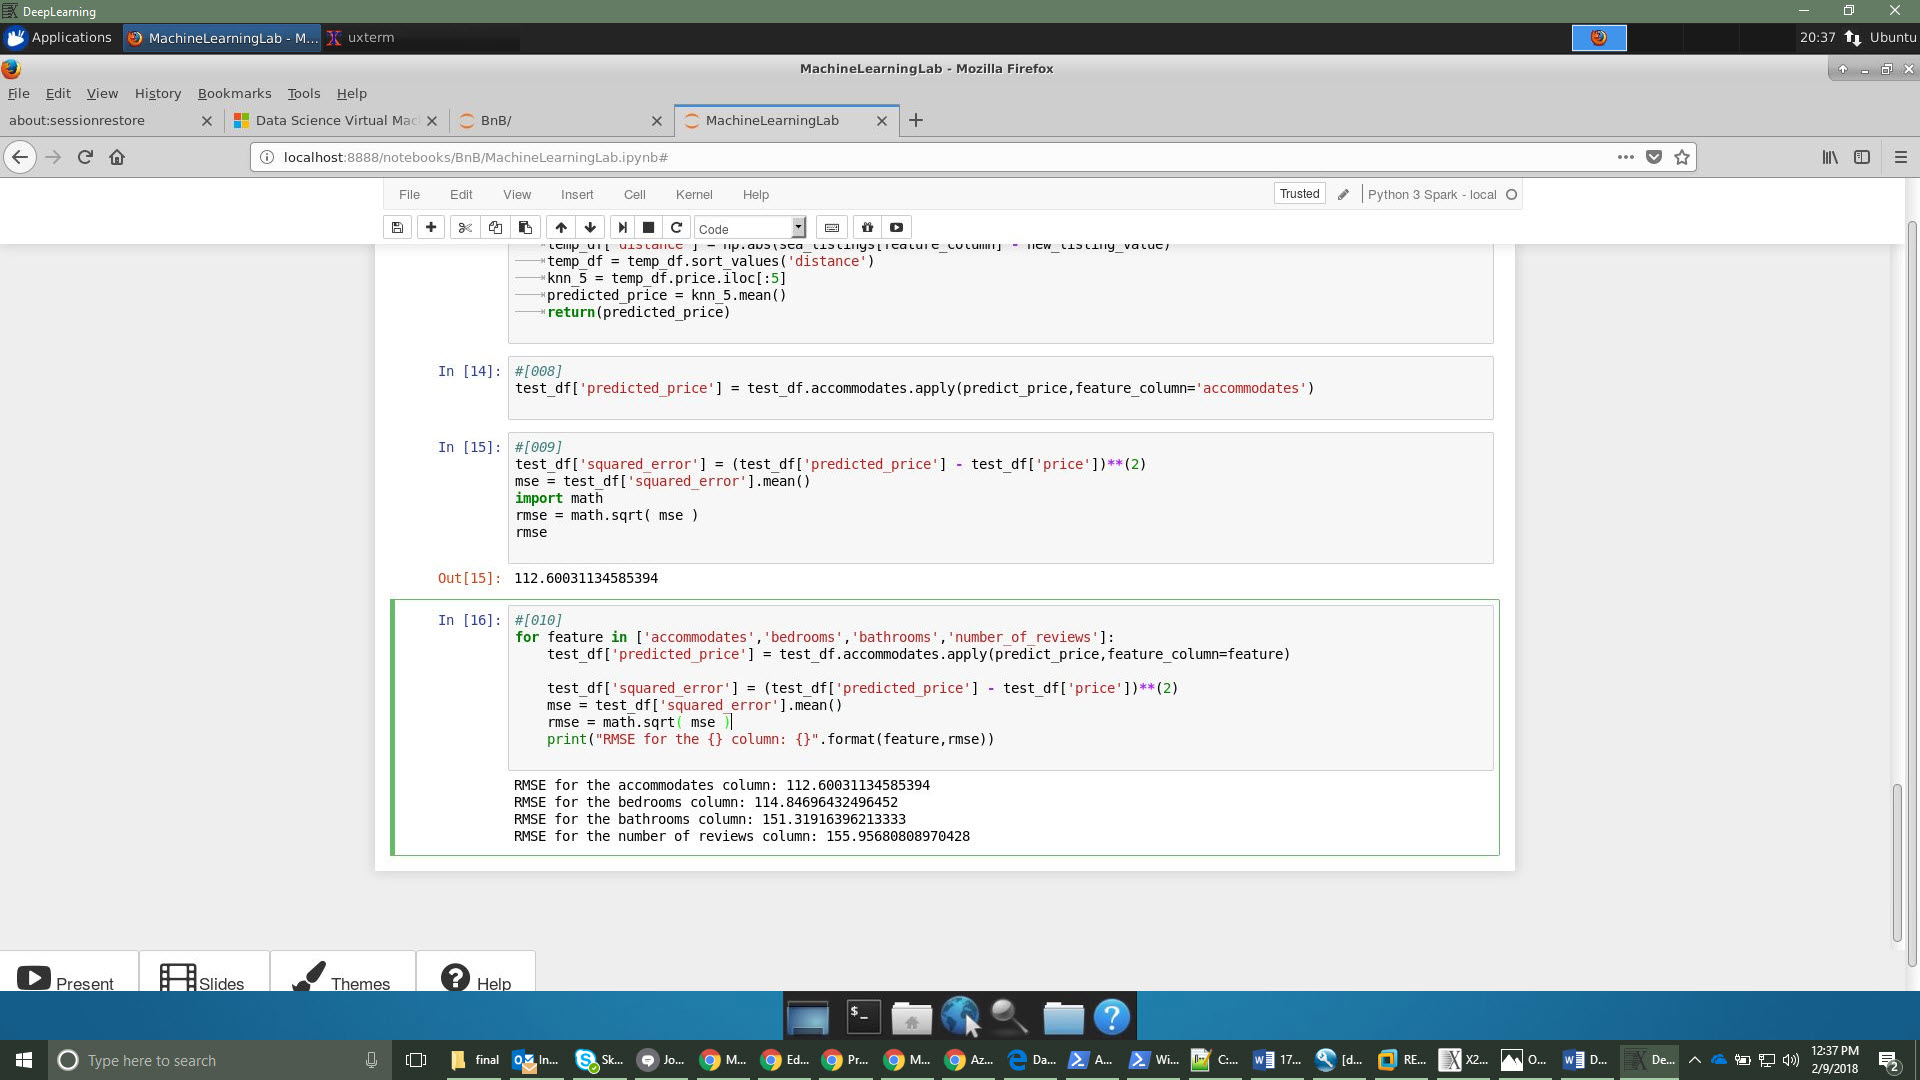 DeepLearning
Applications
MachineLearningLab - M...
uxterm
20:37
Ubuntu
MachineLearningLab - Mozilla Firefox
File Edit View History Bookmarks Tools Help
about:sessionrestore
Data Science Virtual Mac
BnB/
MachineLearningLab
localhost:8888/notebooks/BnB/MachineLearningLab.ipynb#
File Edit View Insert Cell Kernel Help
Trusted
Python 3 Spark - local
Code
temp_df['distance'] = np.abs(sea_listings[feature_column] - new_listing_value)
temp_df = temp_df.sort_values('distance')
knn_5 = temp_df.price.iloc[:5]
predicted_price = knn_5.mean()
return(predicted_price)
In [14]: #[008]
test_df['predicted_price'] = test_df.accommodates.apply(predict_price,feature_column='accommodates')
In [15]: #[009]
test_df['squared_error'] = (test_df['predicted_price'] - test_df['price'])**(2)
mse = test_df['squared_error'].mean()
import math
rmse = math.sqrt( mse )
rmse
Out[15]: 112.60031134585394
In [16]: #[010]
for feature in ['accommodates','bedrooms','bathrooms','number_of_reviews']:
    test_df['predicted_price'] = test_df.accommodates.apply(predict_price,feature_column=feature)
    test_df['squared_error'] = (test_df['predicted_price'] - test_df['price'])**(2)
    mse = test_df['squared_error'].mean()
    rmse = math.sqrt( mse )
    print("RMSE for the {} column: {}".format(feature,rmse))
RMSE for the accommodates column: 112.60031134585394
RMSE for the bedrooms column: 114.84696432496452
RMSE for the bathrooms column: 151.31916396213333
RMSE for the number of reviews column: 155.95680808970428
Present
Slides
Themes
Help
Type here to search
final
In...
Sk...
Jo...
M...
Ed...
Pr...
M...
Az...
Da...
A...
Wi...
C:...
17...
[d...
RE...
X2...
O...
D...
De...
12:37 PM
2/9/2018
2